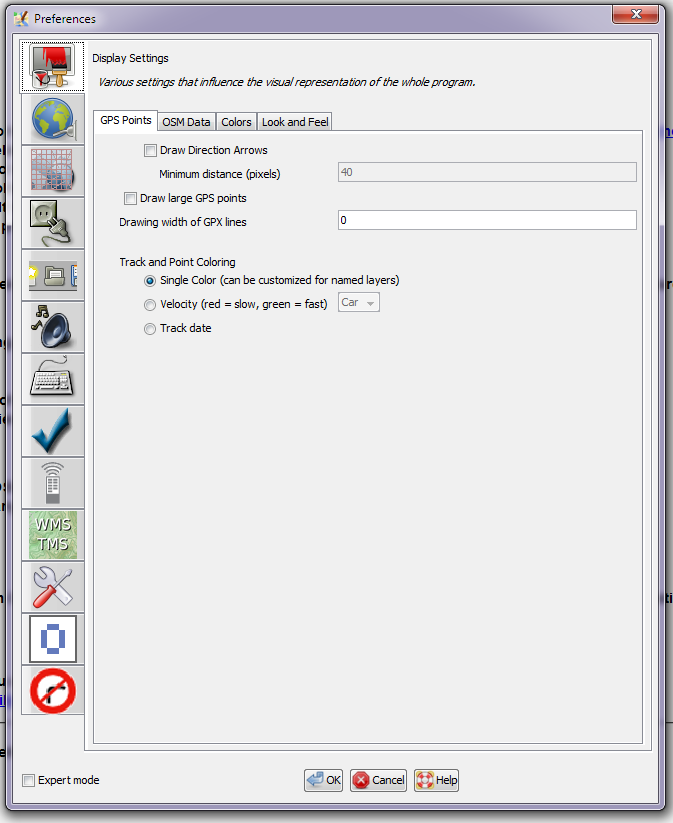 Preferences
Display Settings
Various settings that influence the visual representation of the whole program.
GPS Points OSM Data Colors Look and Feel
Draw Direction Arrows
Minimum distance (pixels) 40
Draw large GPS points
Drawing width of GPX lines 0
Track and Point Coloring
Single Color (can be customized for named layers)
Velocity (red = slow, green = fast) Car
Track date
WMS
TMS
0
Expert mode OK Cancel Help